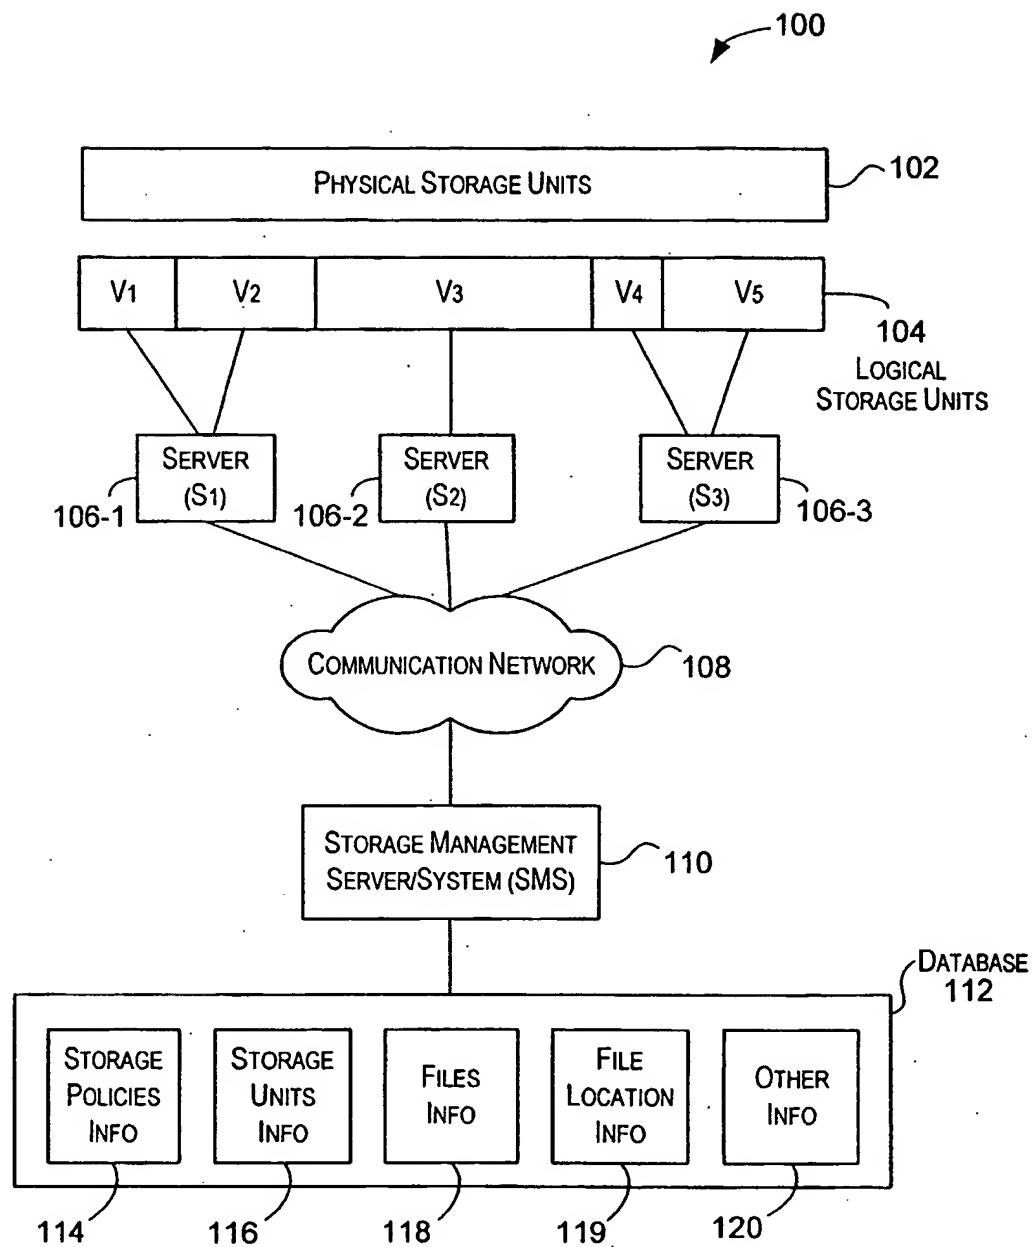 100
PHYSICAL STORAGE UNITS
102
V1 V2 V3 V4 V5
104
LOGICAL
STORAGE UNITS
SERVER
(S1)
106-1
SERVER
(S2)
106-2
SERVER
(S3)
106-3
COMMUNICATION NETWORK
108
STORAGE MANAGEMENT
SERVER/SYSTEM (SMS)
110
DATABASE
112
STORAGE
POLICIES
INFO
STORAGE
UNITS
INFO
FILES
INFO
FILE
LOCATION
INFO
OTHER
INFO
114
116
118
119
120